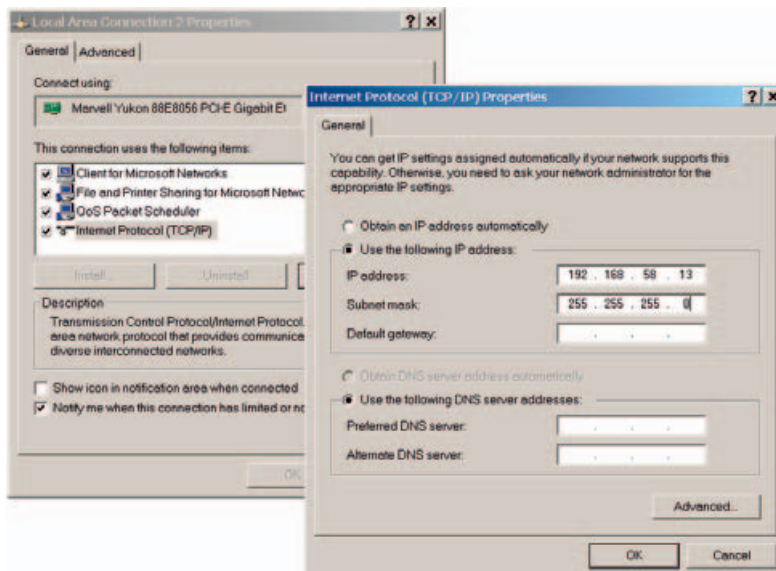 Local Area Connection 2 Properties
General
Advanced
Connect using:
Marvell Yukon 88E8056 PCI-E Gigabit Et
This connection uses the following items:
Client for Microsoft Networks
File and Printer Sharing for Microsoft Netwo
QoS Packet Scheduler
Internet Protocol (TCP/IP)
Install...
Uninstall
Description
Transmission Control Protocol/Internet Protocol.
area network protocol that provides communica
diverse interconnected networks.
Show icon in notification area when connected
Notify me when this connection has limited or no
OK
Internet Protocol (TCP/IP) Properties
General
You can get IP settings assigned automatically if your network supports this
capability. Otherwise, you need to ask your network administrator for the
appropriate IP settings.
Obtain an IP address automatically
Use the following IP address:
IP address: 192 . 168 . 58 . 13
Subnet mask: 255 . 255 . 255 . 0
Default gateway: . . .
Obtain DNS server address automatically
Use the following DNS server addresses:
Preferred DNS server: . . .
Alternate DNS server: . . .
Advanced...
OK
Cancel